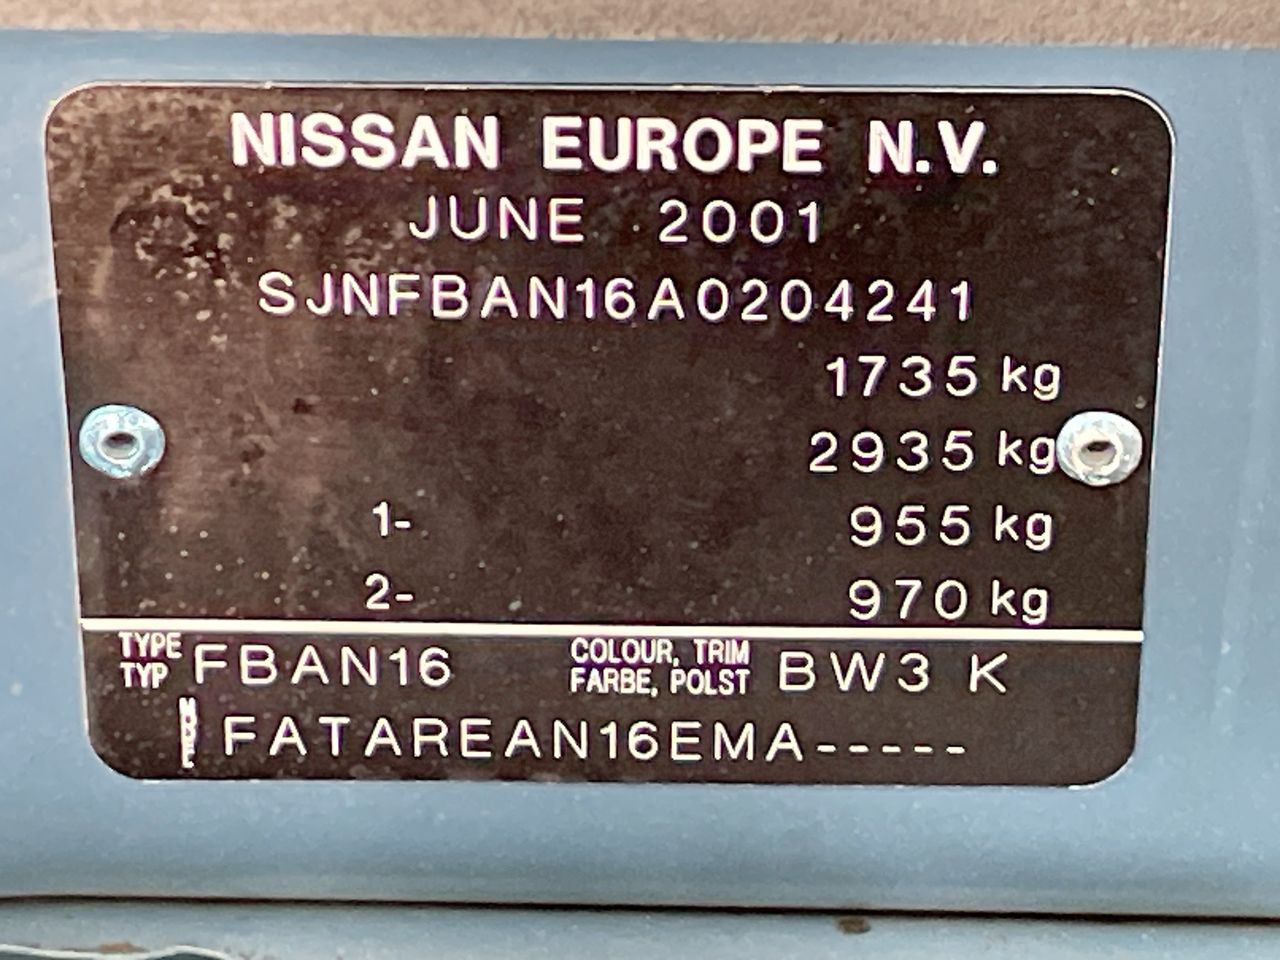 NISSAN EUROPE N.V.
JUNE 2001
SJNFBAN16A0204241
1735 kg
2935 kg
1- 955 kg
2- 970 kg
TYPE
TYP FBAN16 COLOUR, TRIM
FARBE, POLST BW3 K
MODEL FATAREAN16EMA-----